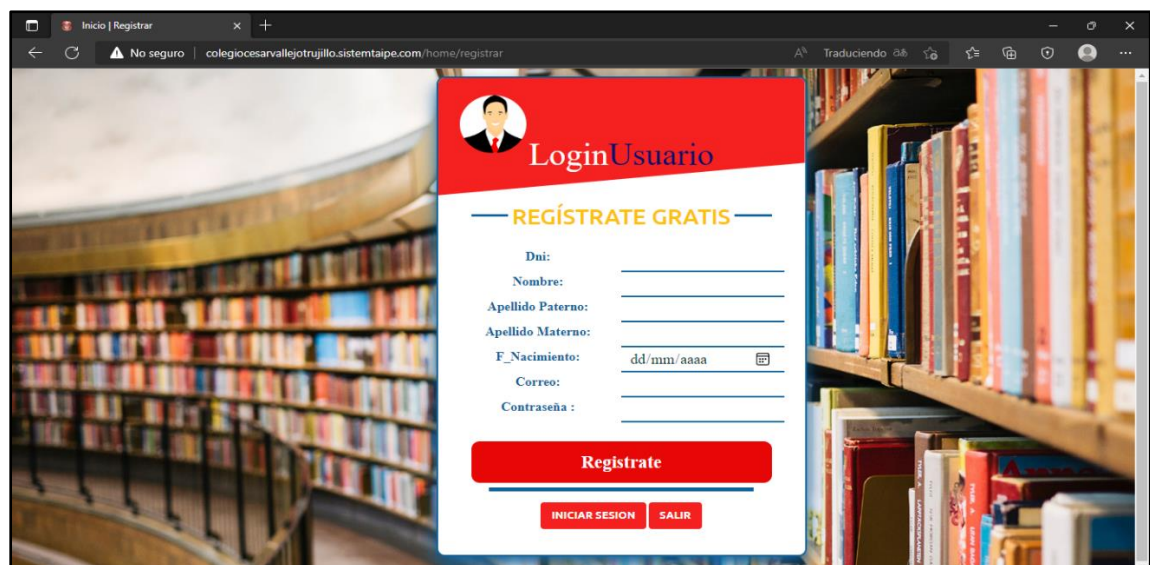 Inicio | Registrar
No seguro | colegiocesarvallejotrujillo.sistemtaipe.com/home/registrar
Traduciendo
LoginUsuario
REGÍSTRATE GRATIS
Dni:
Nombre:
Apellido Paterno:
Apellido Materno:
F_Nacimiento:
dd/mm/aaaa
Correo:
Contraseña :
Registrate
INICIAR SESION
SALIR